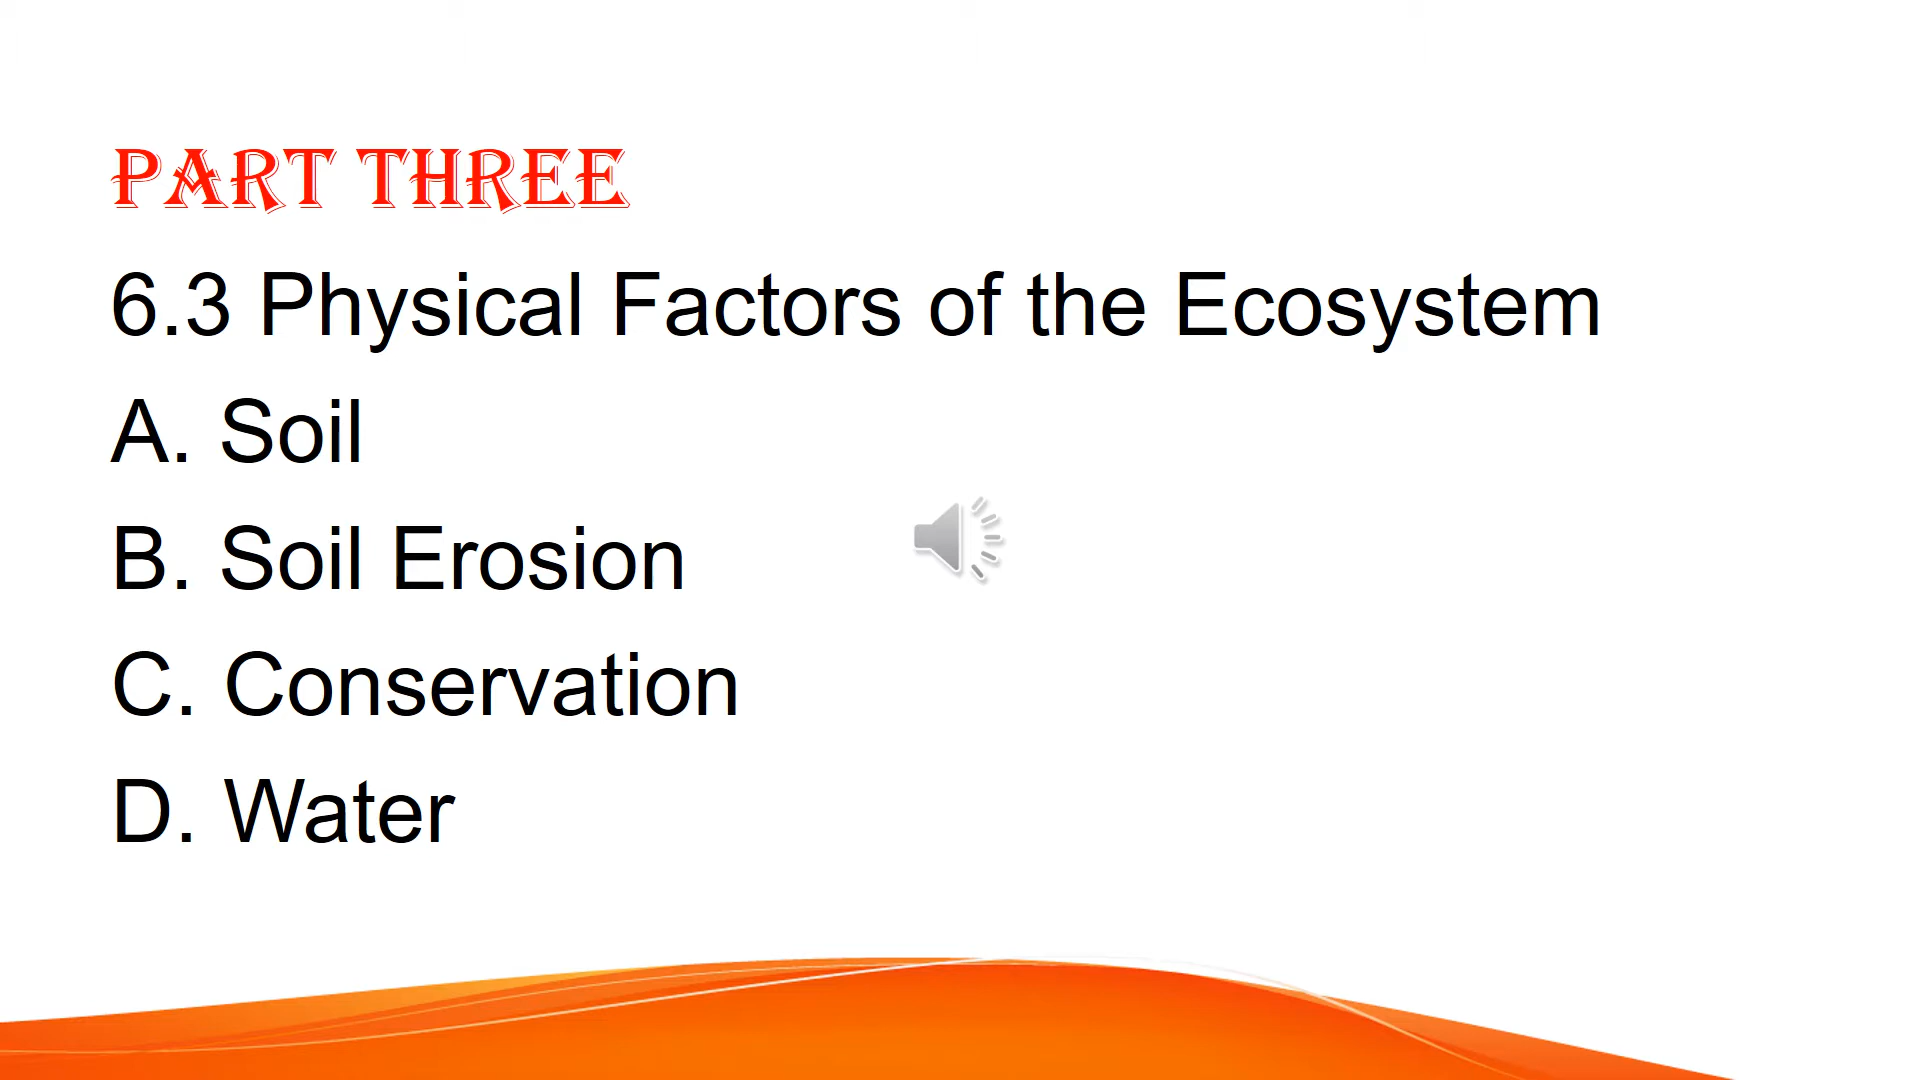 PART THREE
6.3 Physical Factors of the Ecosystem
A. Soil
B. Soil Erosion
C. Conservation
D. Water